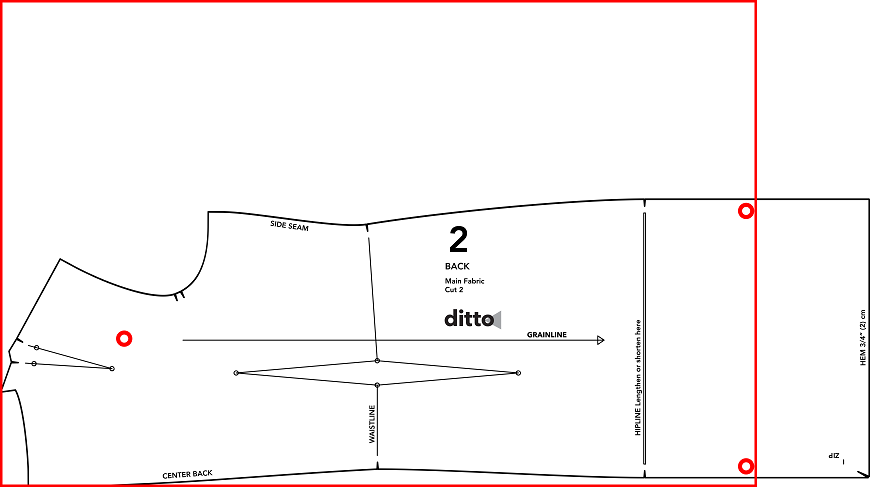 SIDE SEAM
2
BACK
Main Fabric
Cut 2
ditto
GRAINLINE
HIPLINE Lengthen or shorten here
HEM 3/4" (2) cm
WAISTLINE
ZIP
CENTER BACK